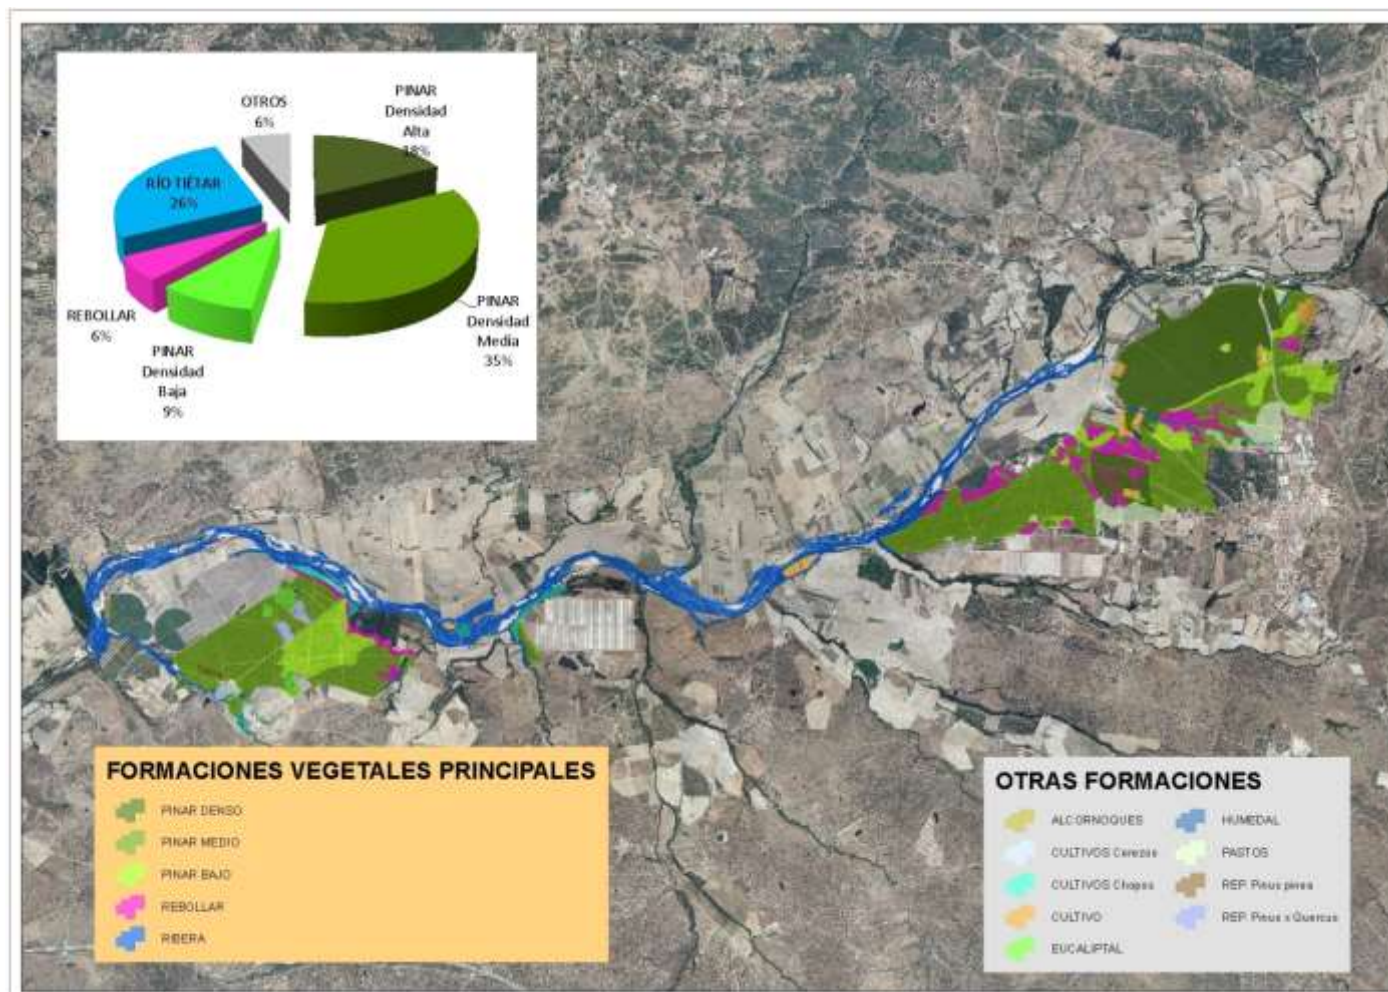 OTROS
6%
PINAR
Densidad
Alta
18%
RÍO TIÉTAR
26%
REBOLLAR
6%
PINAR
Densidad
Baja
9%
PINAR
Densidad
Media
35%
FORMACIONES VEGETALES PRINCIPALES
PINAR DENSO
PINAR MEDIO
PINAR BAJO
REBOLLAR
RIBERA
OTRAS FORMACIONES
ALCORNOQUES
CULTIVOS Cerezos
CULTIVOS Chopos
CULTIVO
EUCALIPTAL
HUMEDAL
PASTOS
REP. Pinus pinea
REP. Pinus x Quercus